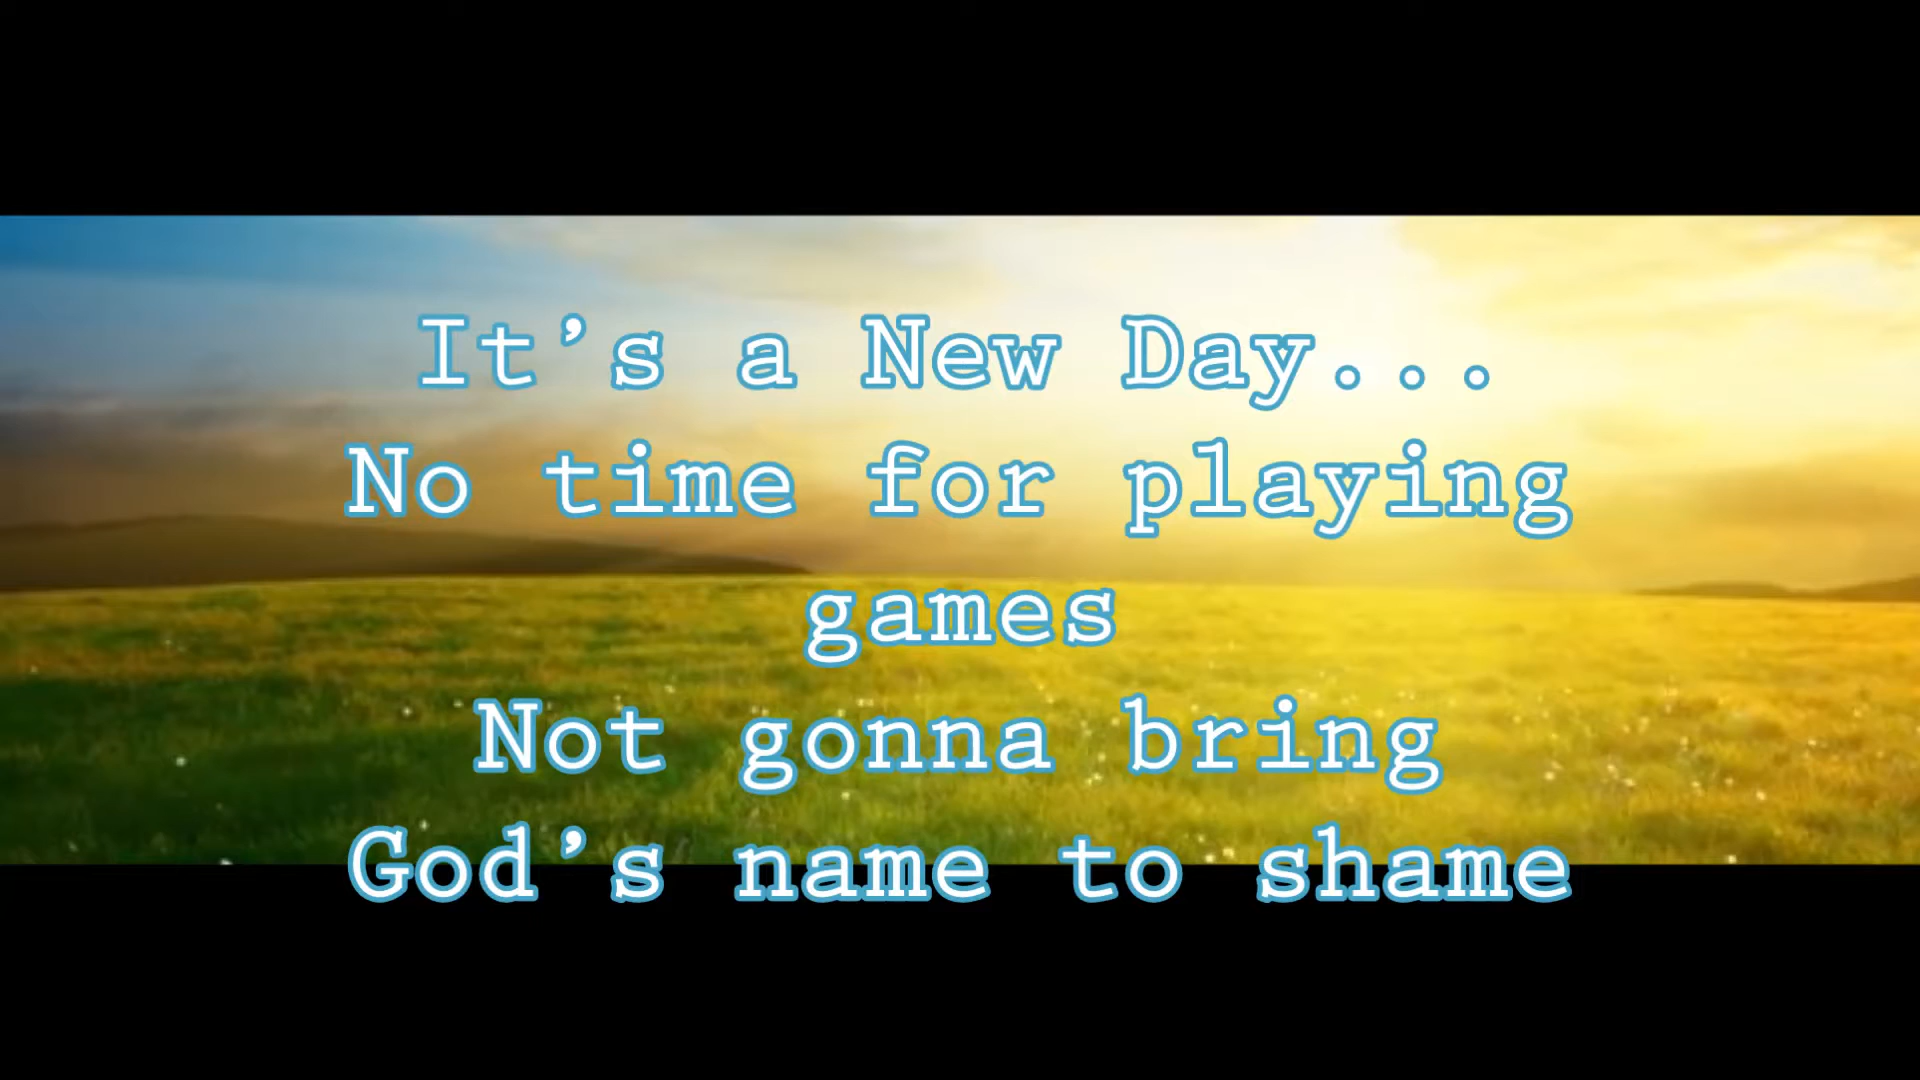 It’s a New Day...
No time for playing
games
Not gonna bring
God’s name to shame